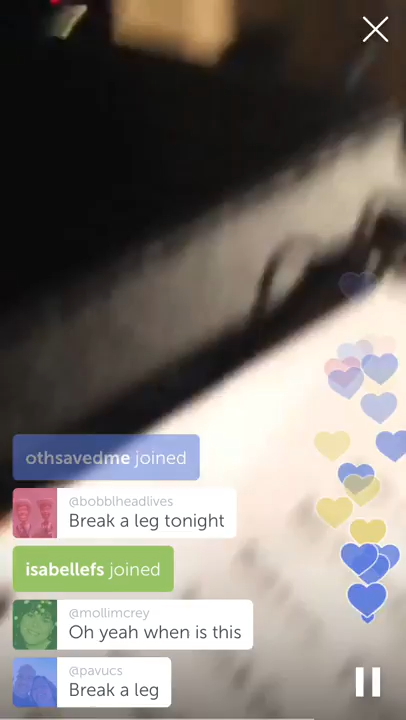 othsavedme joined
@bobblheadlives
Break a leg tonight
isabellefs joined
@mollimcrey
Oh yeah when is this
@pavucs
Break a leg